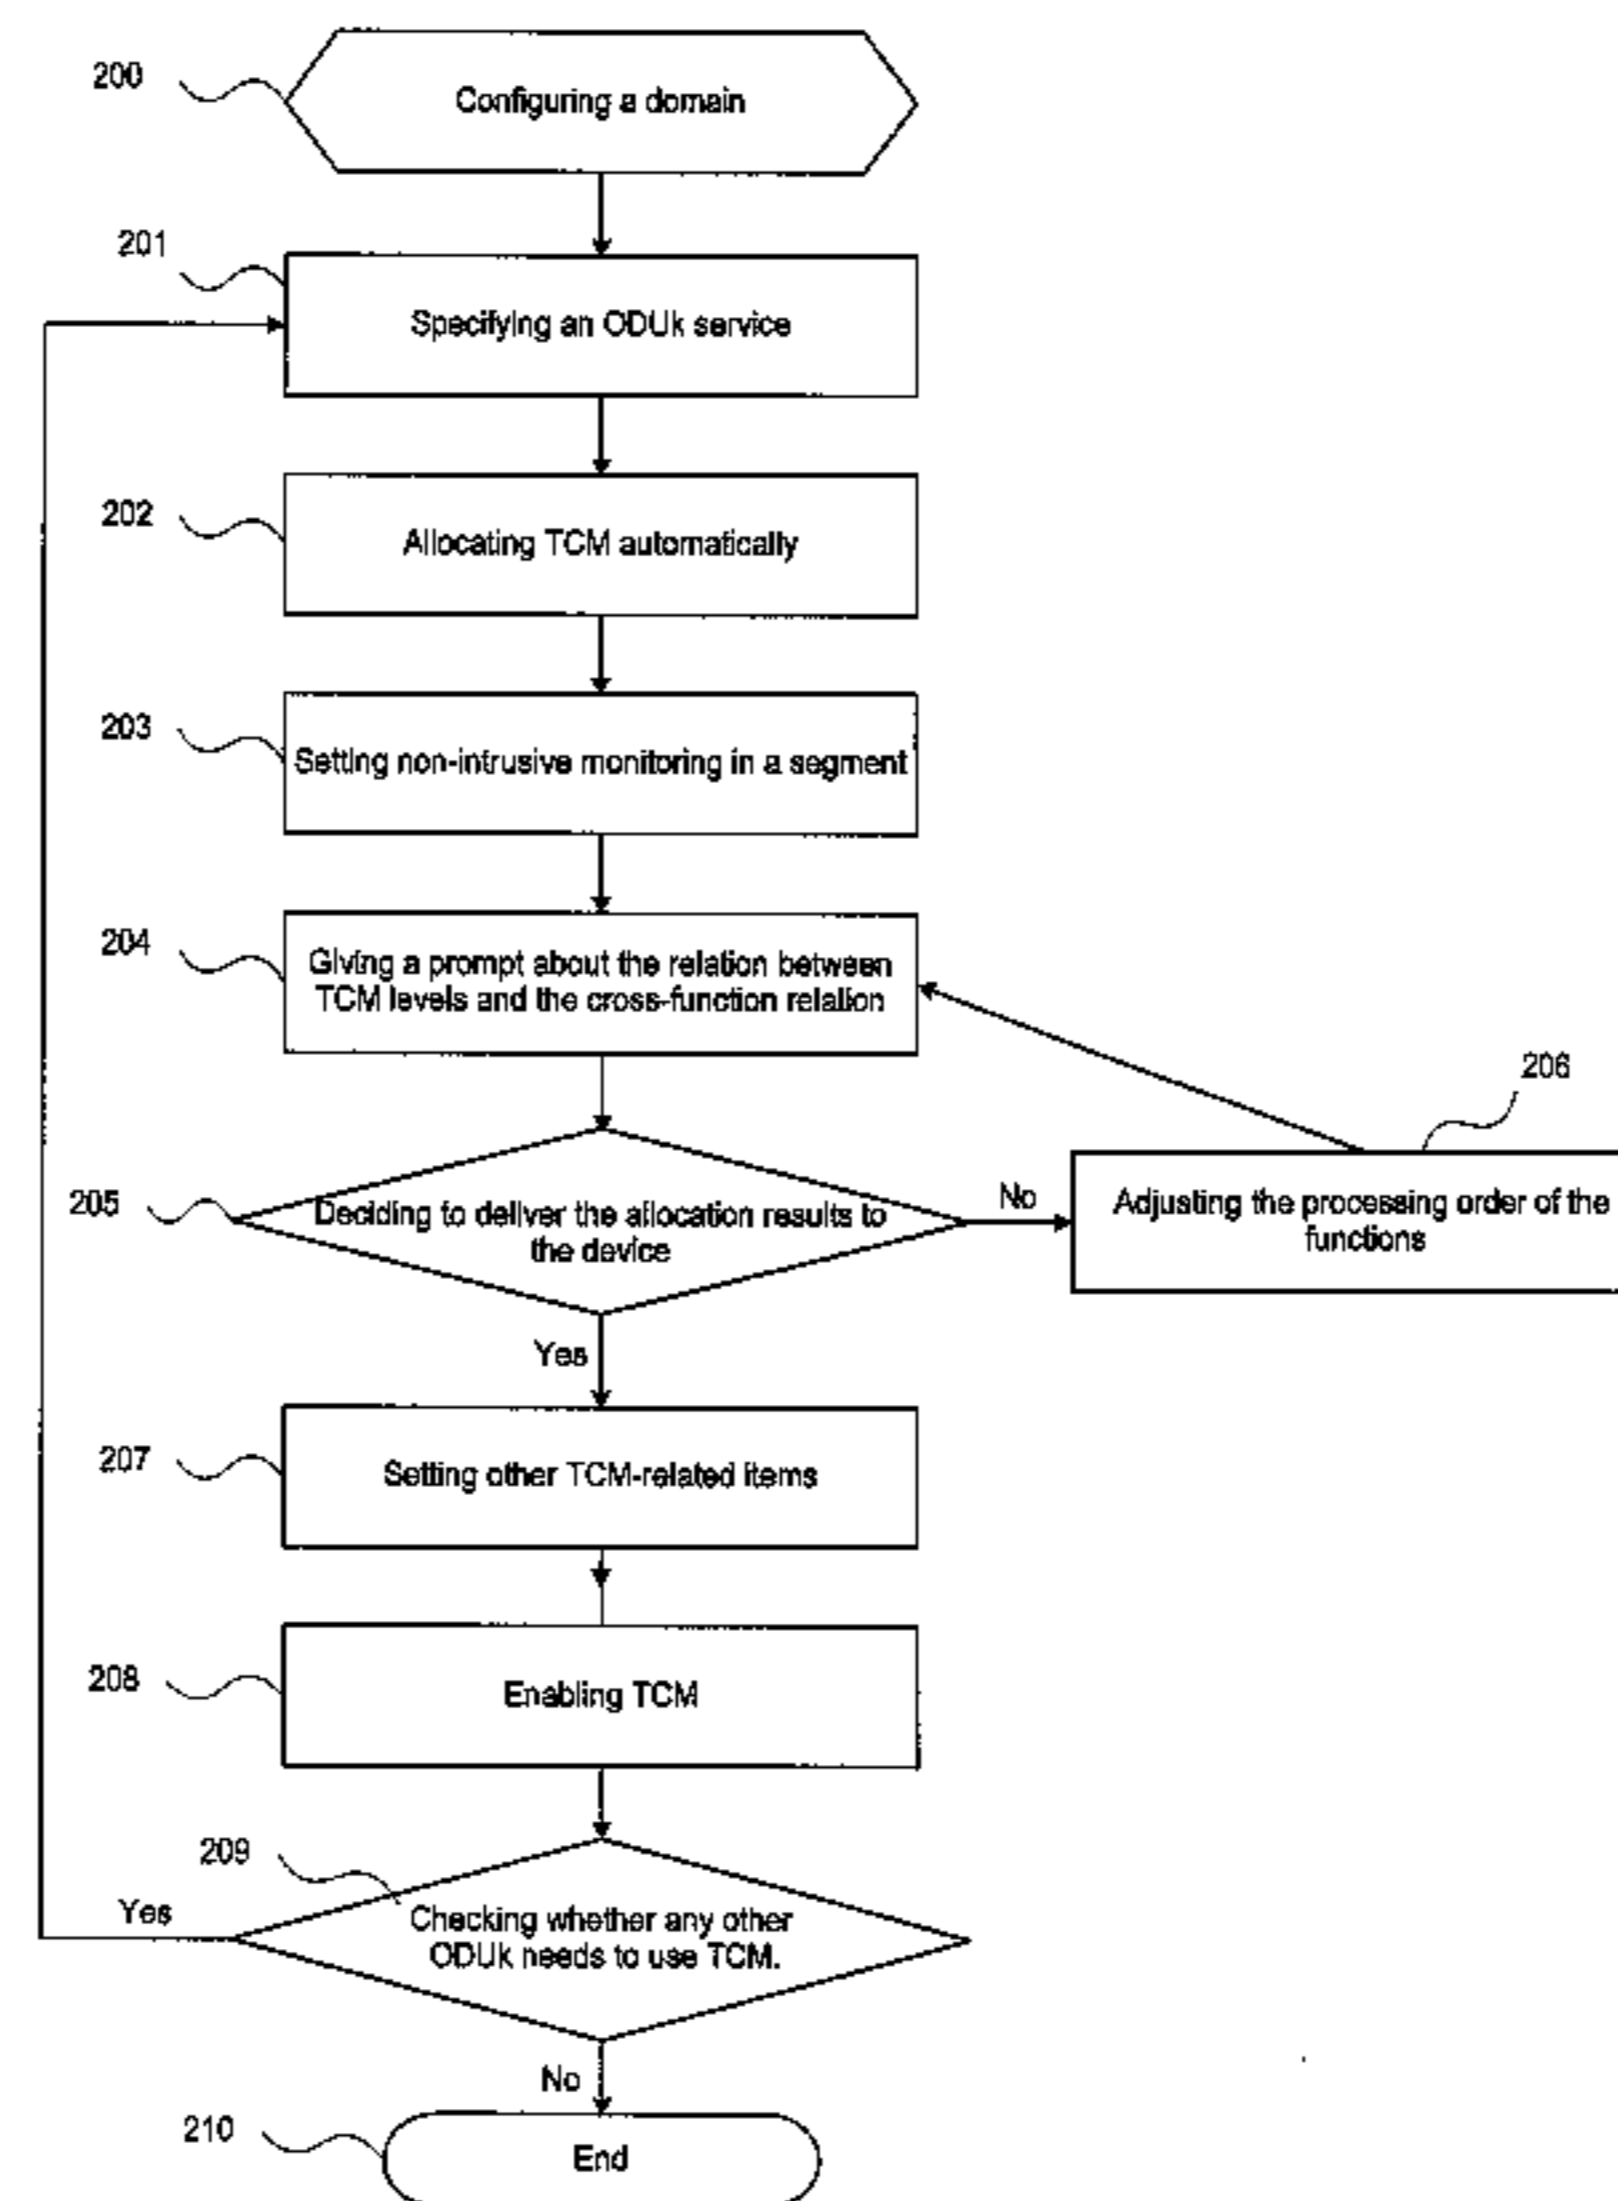 200
Configuring a domain
201
Specifying an ODUk service
202
Allocating TCM automatically
203
Setting non-intrusive monitoring in a segment
204
Giving a prompt about the relation between
TCM levels and the cross-function relation
206
205
Deciding to deliver the allocation results to
the device
No
Adjusting the processing order of the
functions
Yes
207
Setting other TCM-related items
208
Enabling TCM
209
Yes
Checking whether any other
ODUk needs to use TCM.
No
210
End